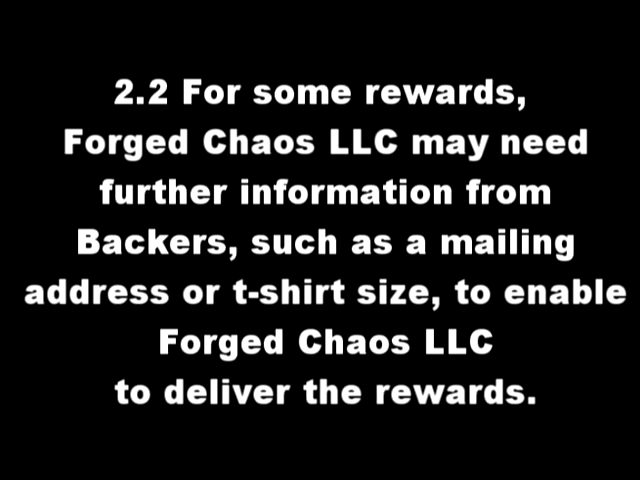 2.2 For some rewards,
Forged Chaos LLC may need
further information from
Backers, such as a mailing
address or t-shirt size, to enable
Forged Chaos LLC
to deliver the rewards.